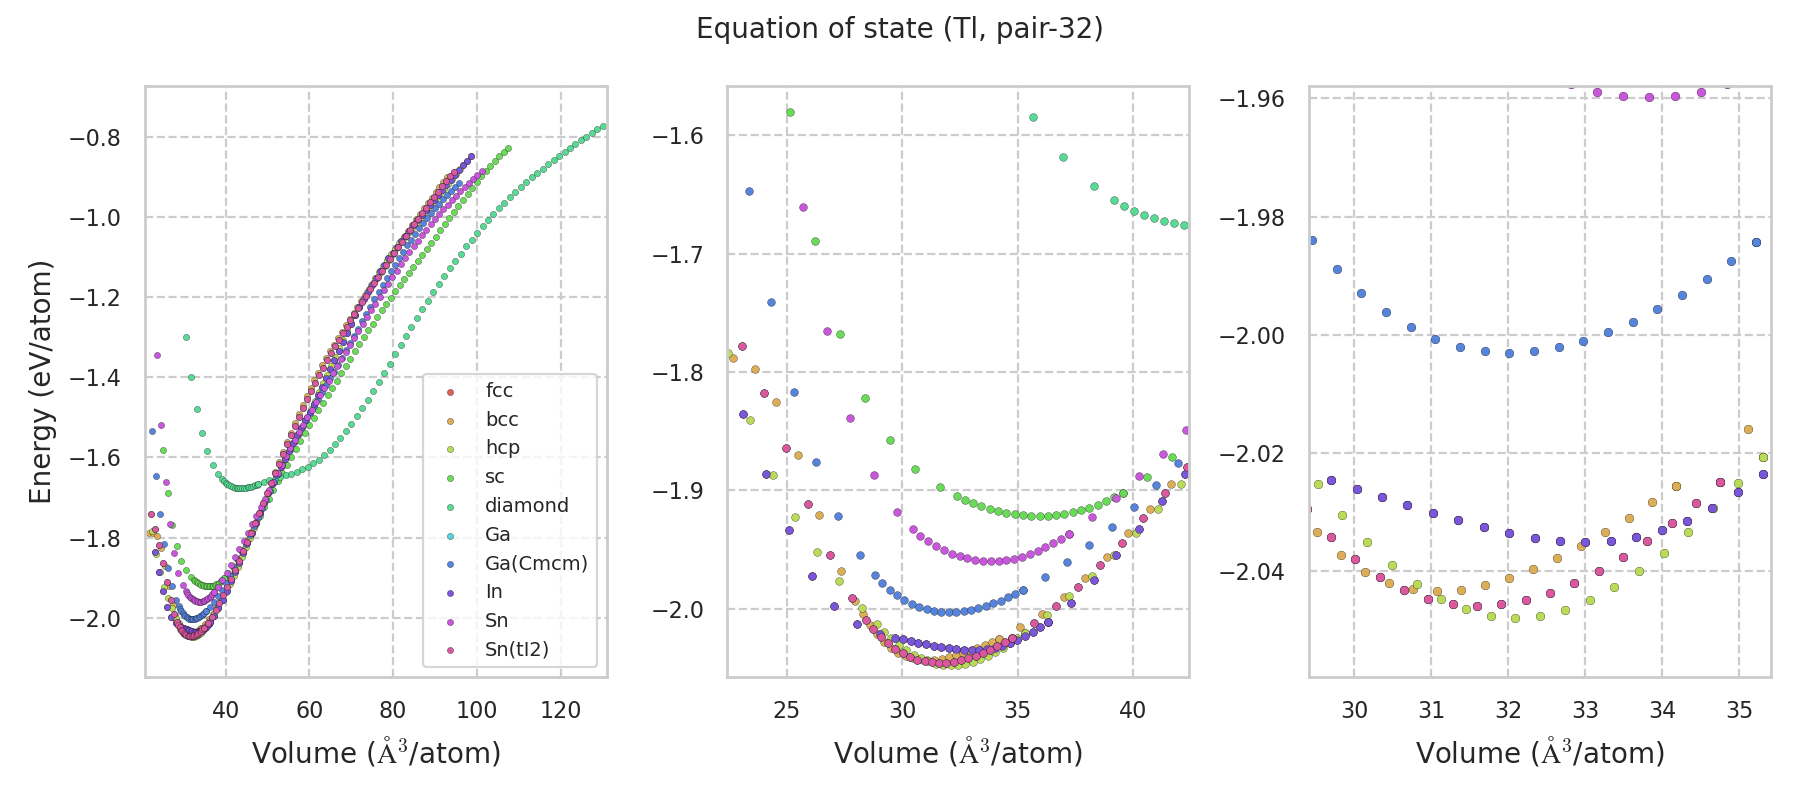 Equation of state (Tl, pair-32)
Energy (eV/atom)
−0.8
−1.0
−1.2
−1.4
−1.6
−1.8
−2.0
40 60 80 100 120
Volume (Å³/atom)
fcc
bcc
hcp
sc
diamond
Ga
Ga(Cmcm)
In
Sn
Sn(tI2)
−1.6
−1.7
−1.8
−1.9
−2.0
25 30 35 40
Volume (Å³/atom)
−1.96
−1.98
−2.00
−2.02
−2.04
30 31 32 33 34 35
Volume (Å³/atom)